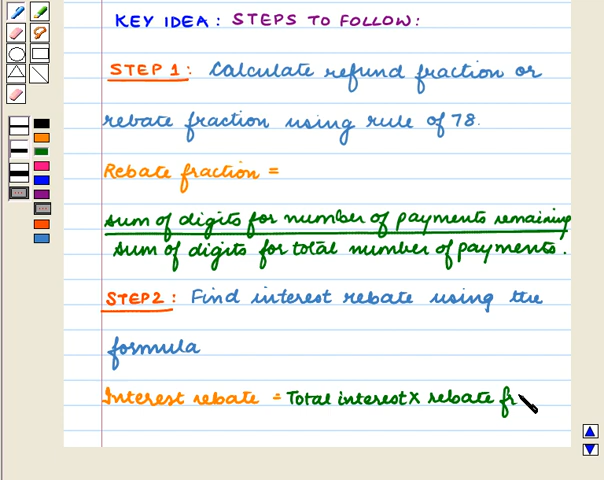 KEY IDEA: STEPS TO FOLLOW:
STEP 1: Calculate refund fraction or
rebate fraction using rule of 78.
Rebate fraction =
sum of digits for number of payments remaining
sum of digits for total number of payments.
STEP2: Find interest rebate using the
formula
Interest rebate = Total interest X rebate fr